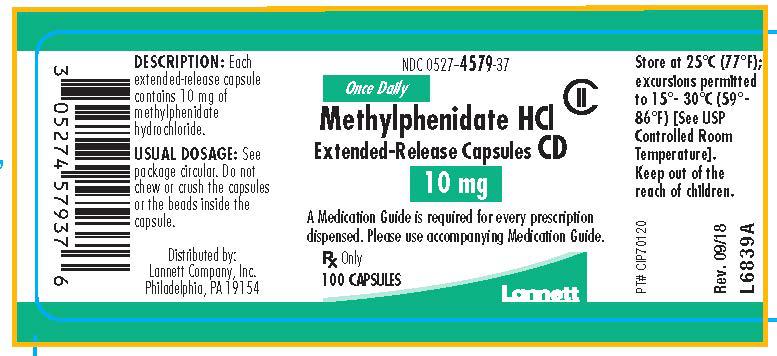 3 05274 57937 6
DESCRIPTION: Each
extended-release capsule
contains 10 mg of
methylphenidate
hydrochloride.
USUAL DOSAGE: See
package circular. Do not
chew or crush the capsules
or the beads inside the
capsule.
Distributed by:
Lannett Company, Inc.
Philadelphia, PA 19154
NDC 0527-4579-37
Once Daily
CII
Methylphenidate HCl
Extended-Release Capsules CD
10 mg
A Medication Guide is required for every prescription
dispensed. Please use accompanying Medication Guide.
Rx Only
100 CAPSULES
Lannett
Store at 25°C (77°F);
excursions permitted
to 15°- 30°C (59°-
86°F) [See USP
Controlled Room
Temperature].
Keep out of the
reach of children.
PT# CIP70120
Rev. 09/18
L6839A